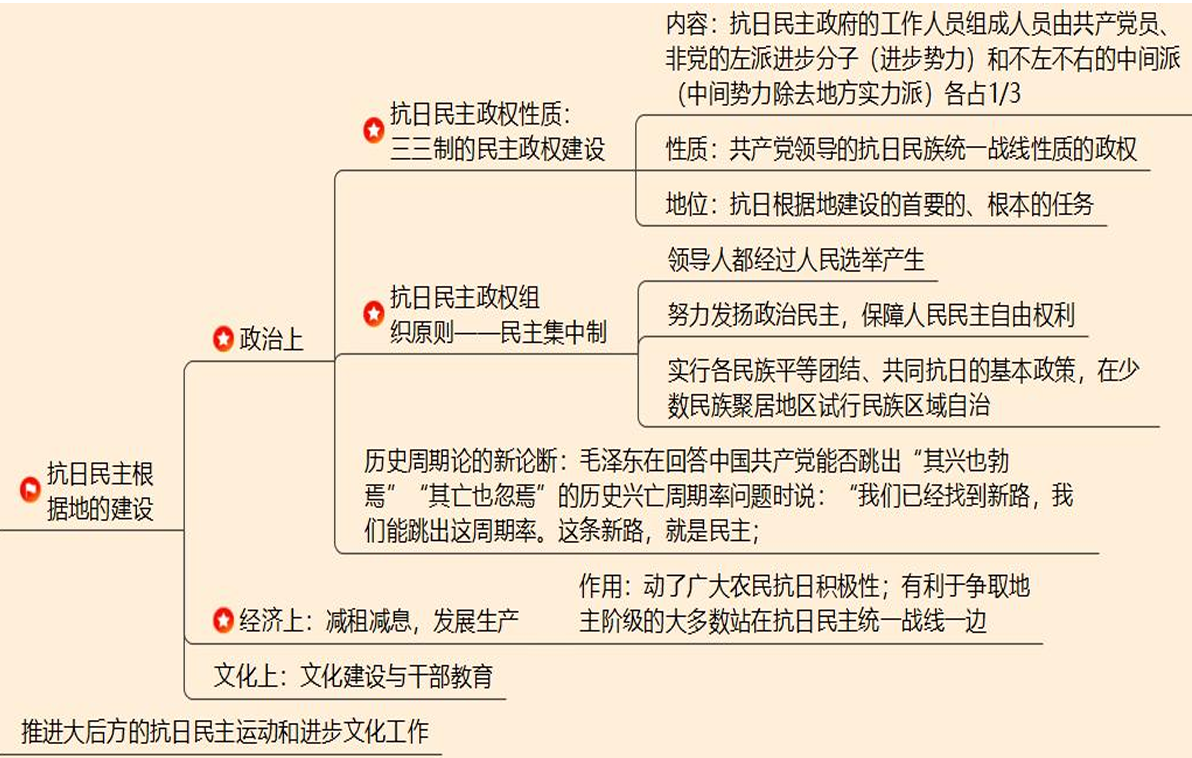 内容：抗日民主政府的工作人员组成人员由共产党员、
非党的左派进步分子（进步势力）和不左不右的中间派
（中间势力除去地方实力派）各占1/3
抗日民主政权性质：
三三制的民主政权建设
性质：共产党领导的抗日民族统一战线性质的政权
地位：抗日根据地建设的首要的、根本的任务
领导人都经过人民选举产生
抗日民主政权组
织原则——民主集中制
努力发扬政治民主，保障人民民主自由权利
政治上
实行各民族平等团结、共同抗日的基本政策，在少
数民族聚居地区试行民族区域自治
历史周期论的新论断：毛泽东在回答中国共产党能否跳出“其兴也勃
焉”“其亡也忽焉”的历史兴亡周期率问题时说：“我们已经找到新路，我
们能跳出这周期率。这条新路，就是民主；
抗日民主根
据地的建设
作用：动了广大农民抗日积极性；有利于争取地
主阶级的大多数站在抗日民主统一战线一边
经济上：减租减息，发展生产
文化上：文化建设与干部教育
推进大后方的抗日民主运动和进步文化工作